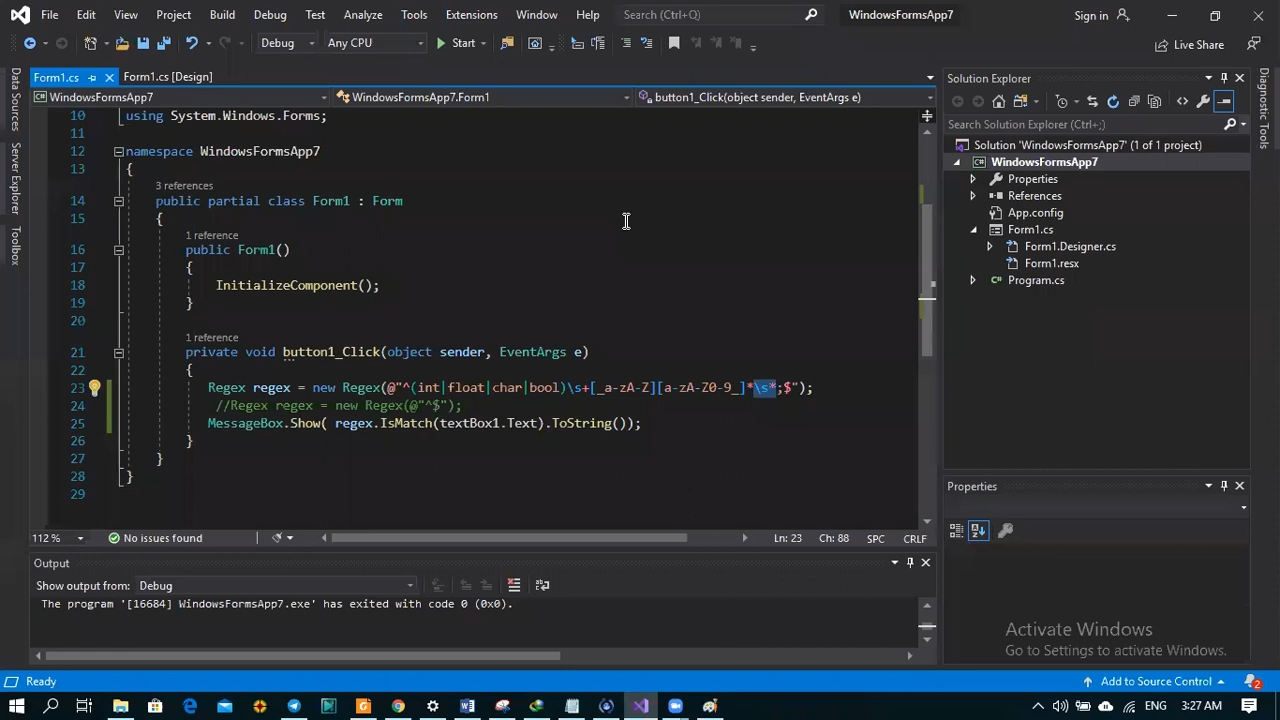 File Edit View Project Build Debug Test Analyze Tools Extensions Window Help Search (Ctrl+Q) WindowsFormsApp7 Sign in
Debug Any CPU Start Live Share
Form1.cs Form1.cs [Design]
WindowsFormsApp7 WindowsFormsApp7.Form1 button1_Click(object sender, EventArgs e)
10 using System.Windows.Forms;
11
12 namespace WindowsFormsApp7
13 {
3 references
14 public partial class Form1 : Form
15 {
1 reference
16 public Form1()
17 {
18 InitializeComponent();
19 }
20
1 reference
21 private void button1_Click(object sender, EventArgs e)
22 {
23 Regex regex = new Regex(@"^(int|float|char|bool)\s+[_a-zA-Z][a-zA-Z0-9_]*\s*;$");
24 //Regex regex = new Regex(@"^$");
25 MessageBox.Show( regex.IsMatch(textBox1.Text).ToString());
26 }
27 }
28 }
29
112 % No issues found Ln: 23 Ch: 88 SPC CRLF
Output
Show output from: Debug
The program '[16684] WindowsFormsApp7.exe' has exited with code 0 (0x0).
Data Sources
Server Explorer
Toolbox
Solution Explorer
Search Solution Explorer (Ctrl+;)
Solution 'WindowsFormsApp7' (1 of 1 project)
WindowsFormsApp7
Properties
References
App.config
Form1.cs
Form1.Designer.cs
Form1.resx
Program.cs
Diagnostic Tools
Properties
Activate Windows
Go to Settings to activate Windows.
Ready Add to Source Control 2
3:27 AM